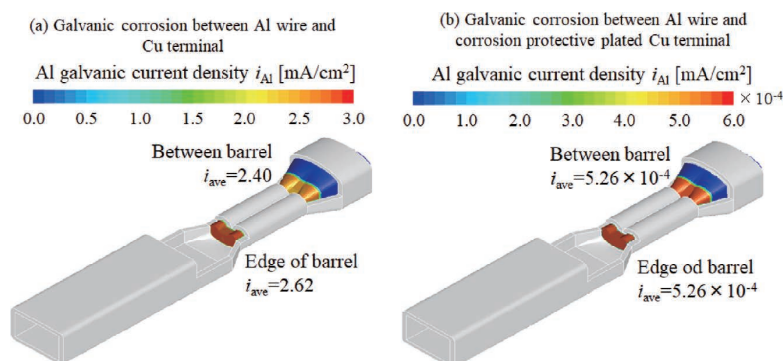 (a) Galvanic corrosion between Al wire and
Cu terminal
Al galvanic current density iAl [mA/cm²]
0.0 0.5 1.0 1.5 2.0 2.5 3.0
Between barrel
iave=2.40
Edge of barrel
iave=2.62
(b) Galvanic corrosion between Al wire and
corrosion protective plated Cu terminal
Al galvanic current density iAl [mA/cm²]
× 10⁻⁴
0.0 1.0 2.0 3.0 4.0 5.0 6.0
Between barrel
iave=5.26×10⁻⁴
Edge od barrel
iave=5.26×10⁻⁴